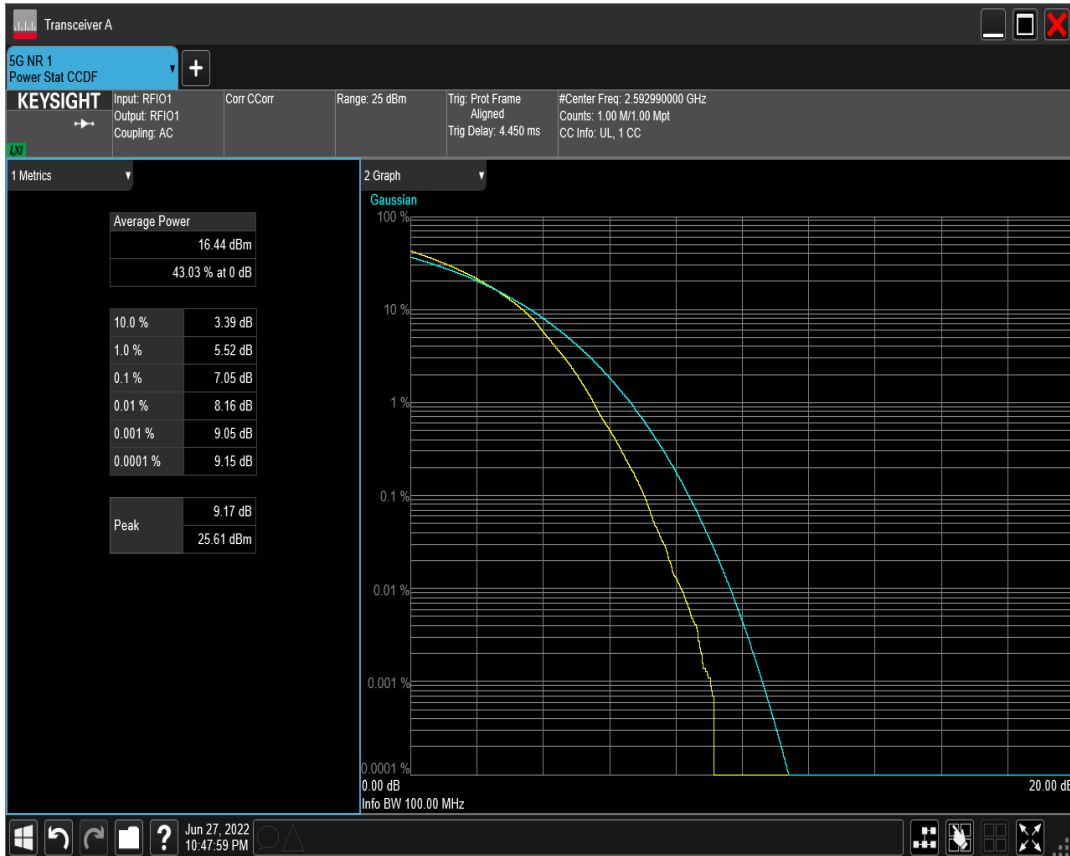 Transceiver A
5G NR 1
Power Stat CCDF
KEYSIGHT
LXI
Input: RFIO1
Output: RFIO1
Coupling: AC
Corr CCorr
Range: 25 dBm
Trig: Prot Frame
Aligned
Trig Delay: 4.450 ms
#Center Freq: 2.592990000 GHz
Counts: 1.00 M/1.00 Mpt
CC Info: UL, 1 CC
1 Metrics
Average Power
16.44 dBm
43.03 % at 0 dB
10.0 % 3.39 dB
1.0 % 5.52 dB
0.1 % 7.05 dB
0.01 % 8.16 dB
0.001 % 9.05 dB
0.0001 % 9.15 dB
Peak
9.17 dB
25.61 dBm
2 Graph
Gaussian
100 %
10 %
1 %
0.1 %
0.01 %
0.001 %
0.0001 %
0.00 dB
20.00 dB
Info BW 100.00 MHz
?
Jun 27, 2022
10:47:59 PM